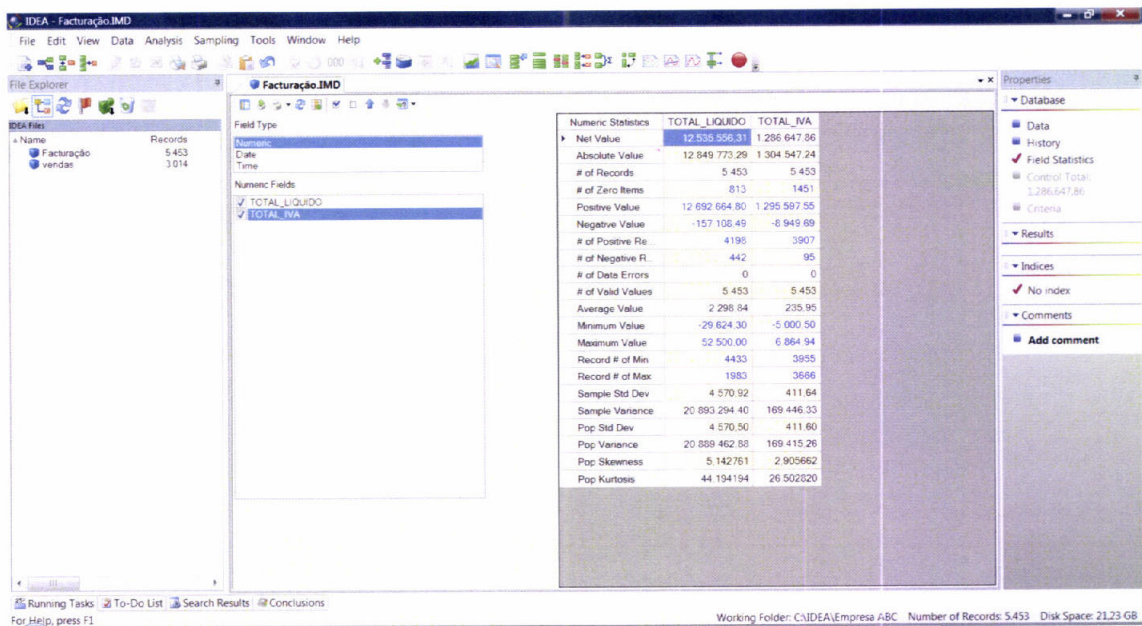 IDEA - Facturação.IMD
File Edit View Data Analysis Sampling Tools Window Help
File Explorer
Facturação.IMD
Properties
IDEA Files
Name Records
Facturação 5 453
vendas 3 014
Field Type
Numeric
Date
Time
Numeric Fields
TOTAL_LIQUIDO
TOTAL_IVA
Numeric Statistics TOTAL_LIQUIDO TOTAL_IVA
Net Value 12.535.556,31 1.286 647,86
Absolute Value 12 849 773,29 1 304 547,24
# of Records 5 453 5 453
# of Zero Items 813 1451
Positive Value 12 692 664,80 1 295 597,55
Negative Value -157 108,49 -8 949,69
# of Positive Re... 4198 3907
# of Negative R... 442 95
# of Data Errors 0 0
# of Valid Values 5 453 5 453
Average Value 2 298,84 235,95
Minimum Value -29 624,30 -5 000,50
Maximum Value 52 500,00 6 864,94
Record # of Min 4433 3955
Record # of Max 1983 3666
Sample Std Dev 4 570,92 411,64
Sample Variance 20 893 294,40 169 446,33
Pop Std Dev 4 570,50 411,60
Pop Variance 20 889 462,88 169 415,26
Pop Skewness 5,142761 2,905662
Pop Kurtosis 44,194194 26,502820
Database
Data
History
Field Statistics
Control Total:
1.286.647,86
Criteria
Results
Indices
No index
Comments
Add comment
Running Tasks To-Do List Search Results Conclusions
For Help, press F1
Working Folder: C:\IDEA\Empresa ABC Number of Records: 5.453 Disk Space: 21,23 GB